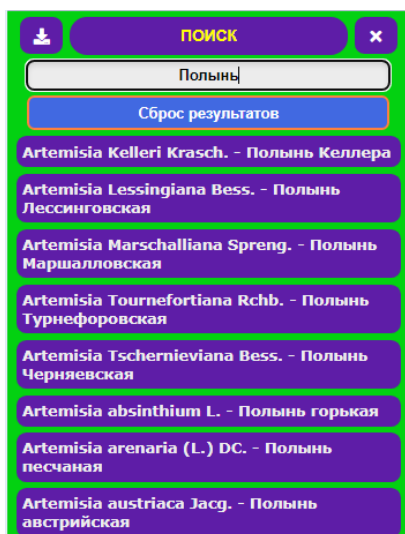 ПОИСК
Полынь
Сброс результатов
Artemisia Kelleri Krasch. - Полынь Келлера
Artemisia Lessingiana Bess. - Полынь
Лессинговская
Artemisia Marschalliana Spreng. - Полынь
Маршалловская
Artemisia Tournefortiana Rchb. - Полынь
Турнефоровская
Artemisia Tschernieviana Bess. - Полынь
Черняевская
Artemisia absinthium L. - Полынь горькая
Artemisia arenaria (L.) DC. - Полынь
песчаная
Artemisia austriaca Jacg. - Полынь
австрийская